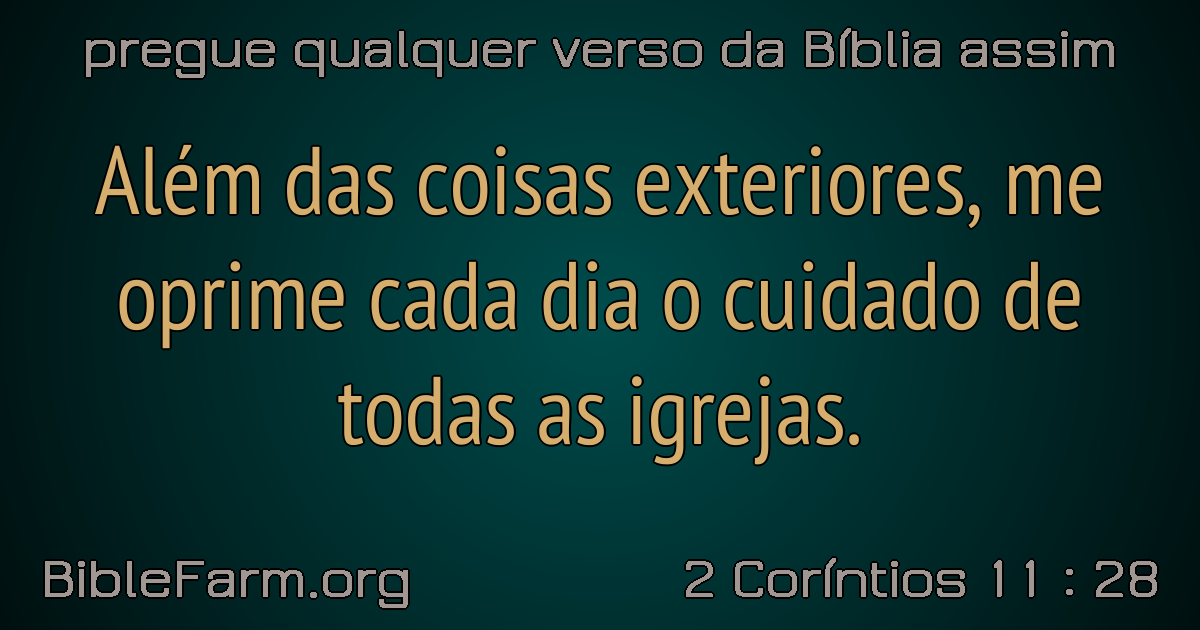 pregue qualquer verso da Bíblia assim
Além das coisas exteriores, me
oprime cada dia o cuidado de
todas as igrejas.
BibleFarm.org
2 Coríntios 11 : 28